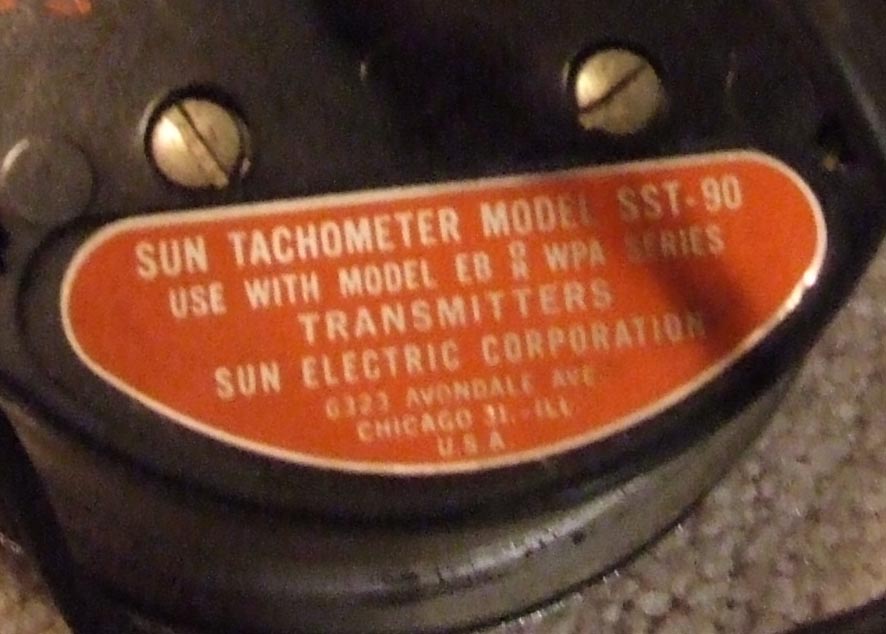 SUN TACHOMETER MODEL SST-90
USE WITH MODEL EB OR WPA SERIES
TRANSMITTERS
SUN ELECTRIC CORPORATION
6323 AVONDALE AVE.
CHICAGO 31,-ILL
U.S.A